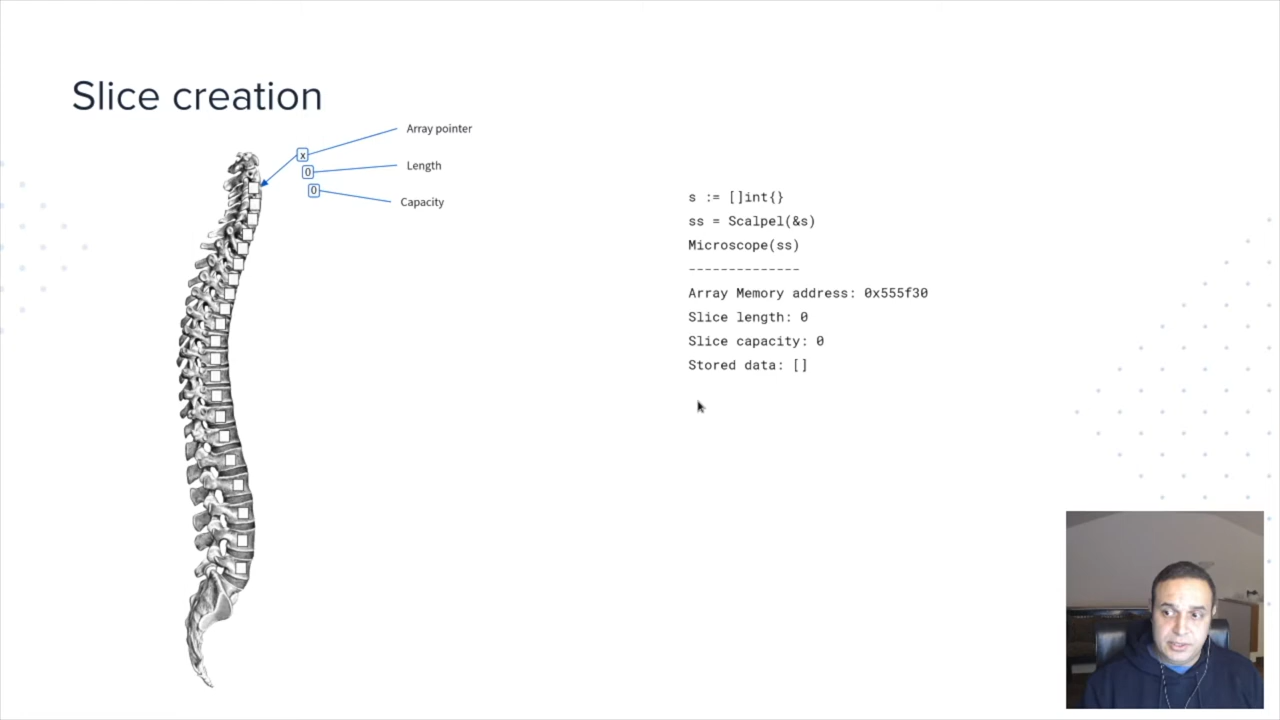 Slice creation
Array pointer
x
Length
0
Capacity
0
s := []int{}
ss = Scalpel(&s)
Microscope(ss)
--------------
Array Memory address: 0x555f30
Slice length: 0
Slice capacity: 0
Stored data: []